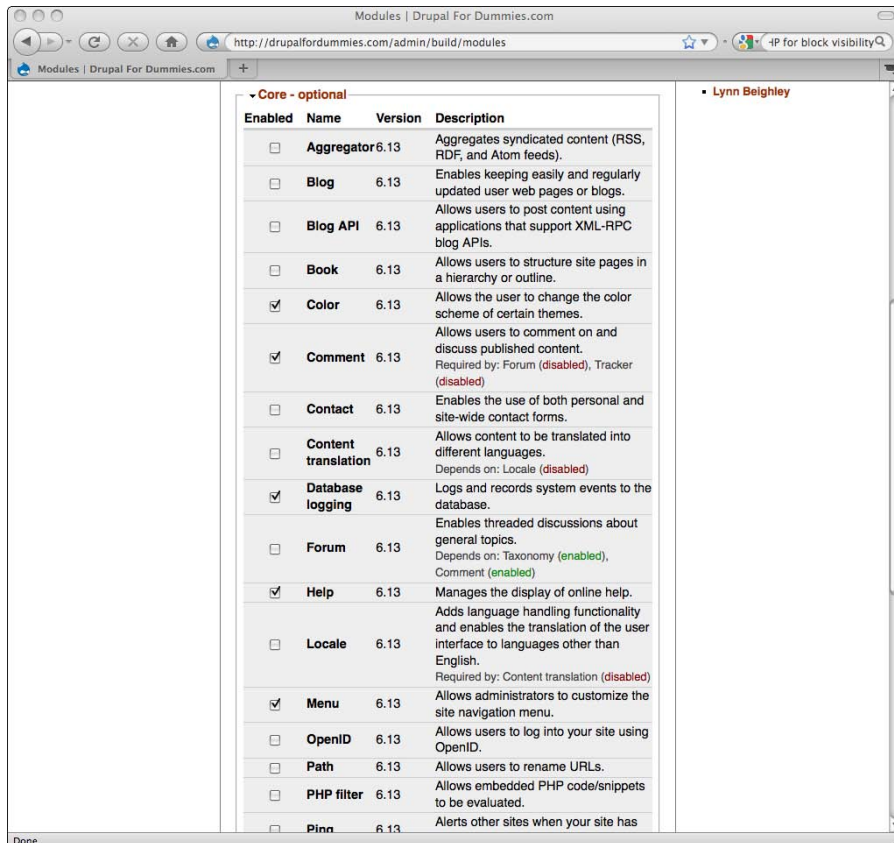 Modules | Drupal For Dummies.com
http://drupalfordummies.com/admin/build/modules
HP for block visibility
Modules | Drupal For Dummies.com
+
Core - optional
Lynn Beighley
Enabled Name Version Description
Aggregator 6.13 Aggregates syndicated content (RSS,
RDF, and Atom feeds).
Blog 6.13 Enables keeping easily and regularly
updated user web pages or blogs.
Blog API 6.13 Allows users to post content using
applications that support XML-RPC
blog APIs.
Book 6.13 Allows users to structure site pages in
a hierarchy or outline.
Color 6.13 Allows the user to change the color
scheme of certain themes.
Comment 6.13 Allows users to comment on and
discuss published content.
Required by: Forum (disabled), Tracker
(disabled)
Contact 6.13 Enables the use of both personal and
site-wide contact forms.
Content translation 6.13 Allows content to be translated into
different languages.
Depends on: Locale (disabled)
Database logging 6.13 Logs and records system events to the
database.
Forum 6.13 Enables threaded discussions about
general topics.
Depends on: Taxonomy (enabled),
Comment (enabled)
Help 6.13 Manages the display of online help.
Locale 6.13 Adds language handling functionality
and enables the translation of the user
interface to languages other than
English.
Required by: Content translation (disabled)
Menu 6.13 Allows administrators to customize the
site navigation menu.
OpenID 6.13 Allows users to log into your site using
OpenID.
Path 6.13 Allows users to rename URLs.
PHP filter 6.13 Allows embedded PHP code/snippets
to be evaluated.
Ping 6.13 Alerts other sites when your site has
Done